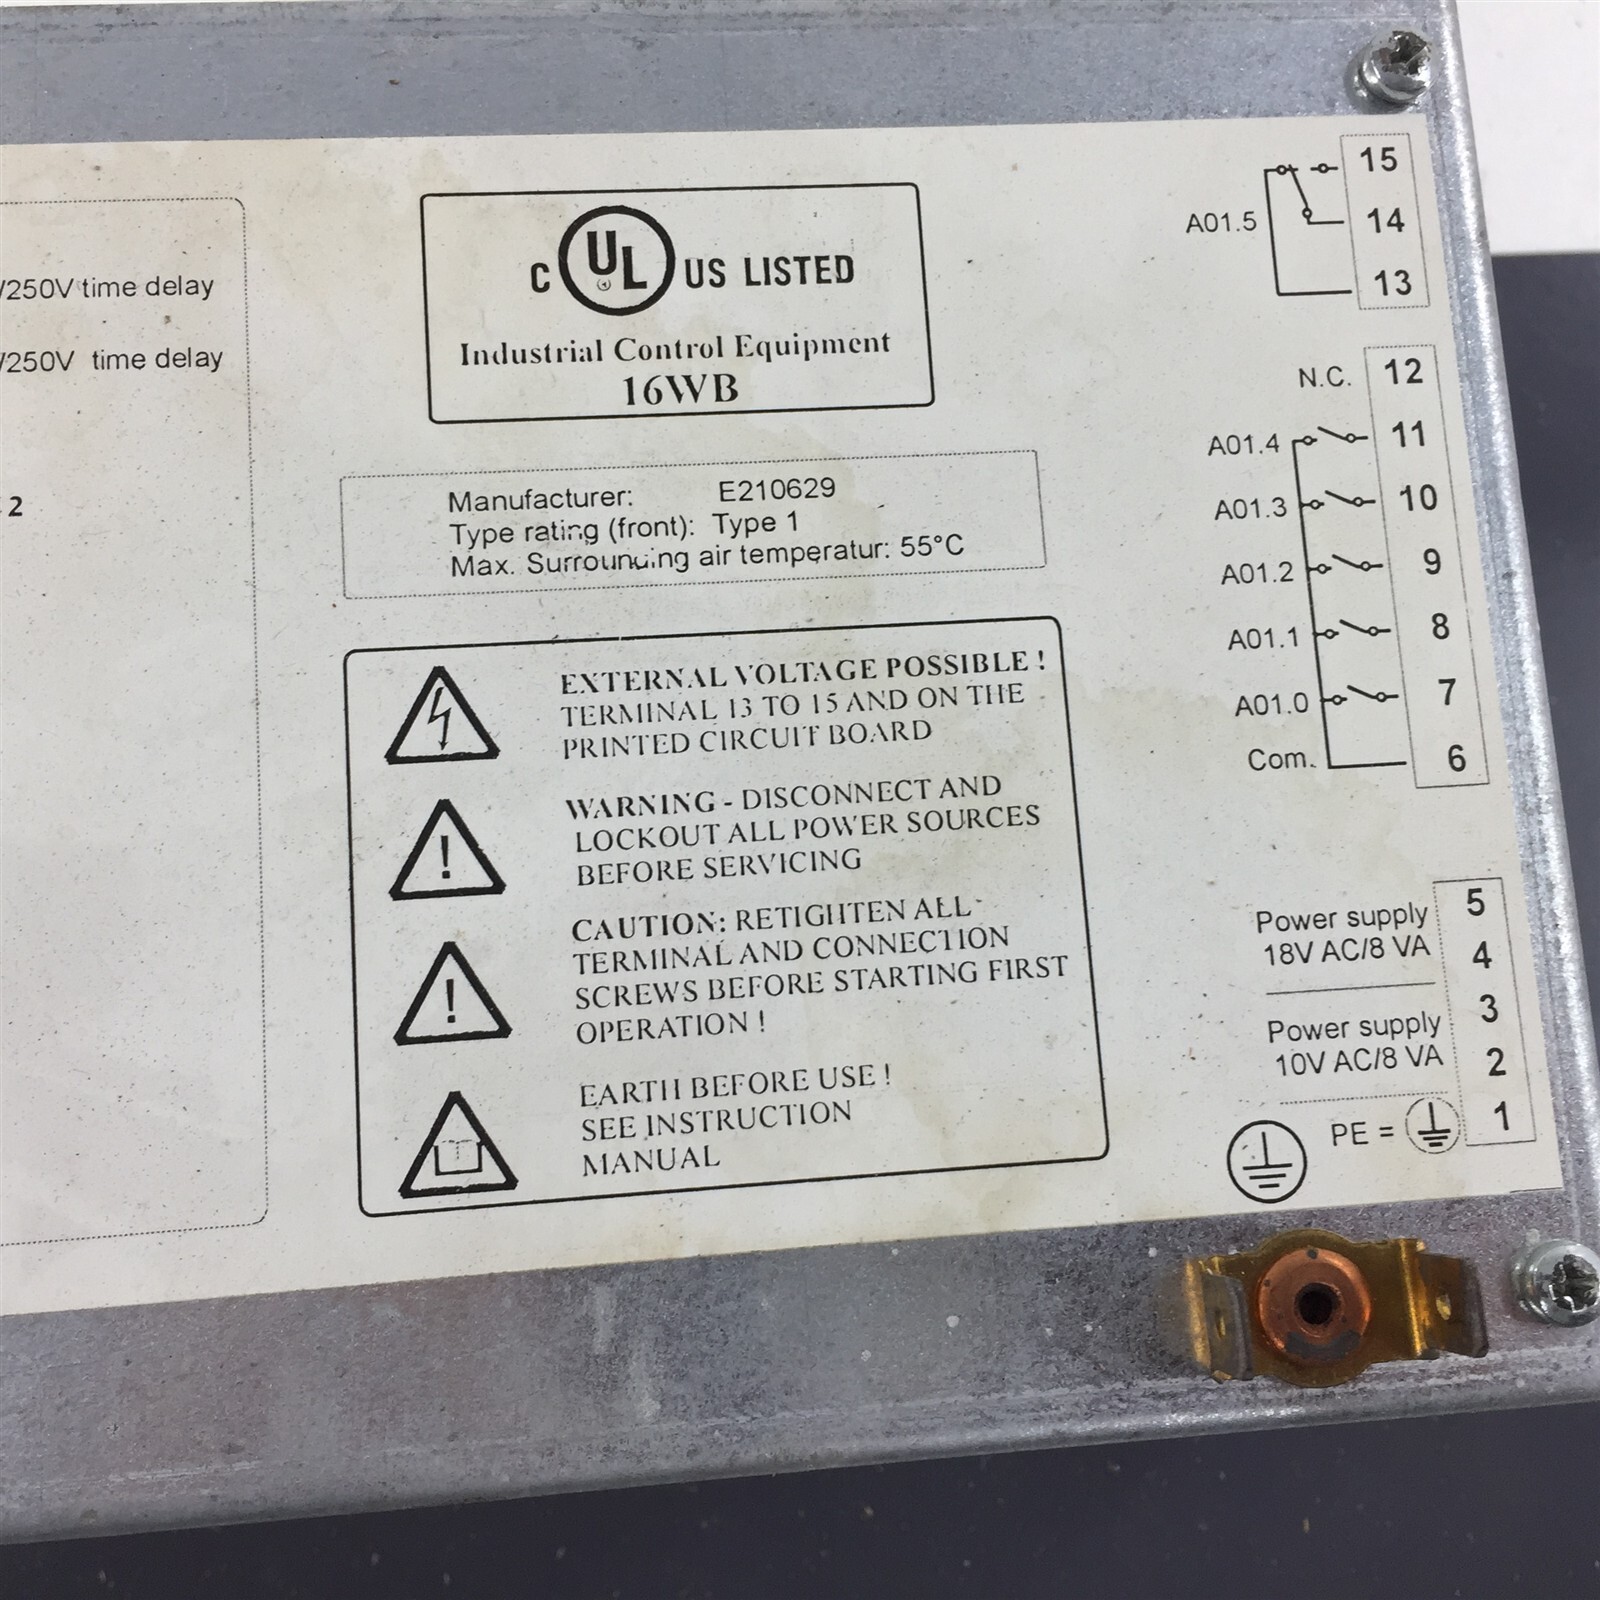 /250V time delay
/250V time delay
2
C UL US LISTED
Industrial Control Equipment
16WB
Manufacturer: E210629
Type rating (front): Type 1
Max. Surrounding air temperatur: 55°C
EXTERNAL VOLTAGE POSSIBLE !
TERMINAL 13 TO 15 AND ON THE
PRINTED CIRCUIT BOARD
WARNING - DISCONNECT AND
LOCKOUT ALL POWER SOURCES
BEFORE SERVICING
CAUTION: RETIGHTEN ALL
TERMINAL AND CONNECTION
SCREWS BEFORE STARTING FIRST
OPERATION !
EARTH BEFORE USE !
SEE INSTRUCTION
MANUAL
15
A01.5 14
13
N.C. 12
A01.4 11
A01.3 10
A01.2 9
A01.1 8
A01.0 7
Com. 6
Power supply 5
18V AC/8 VA 4
Power supply 3
10V AC/8 VA 2
PE = 1